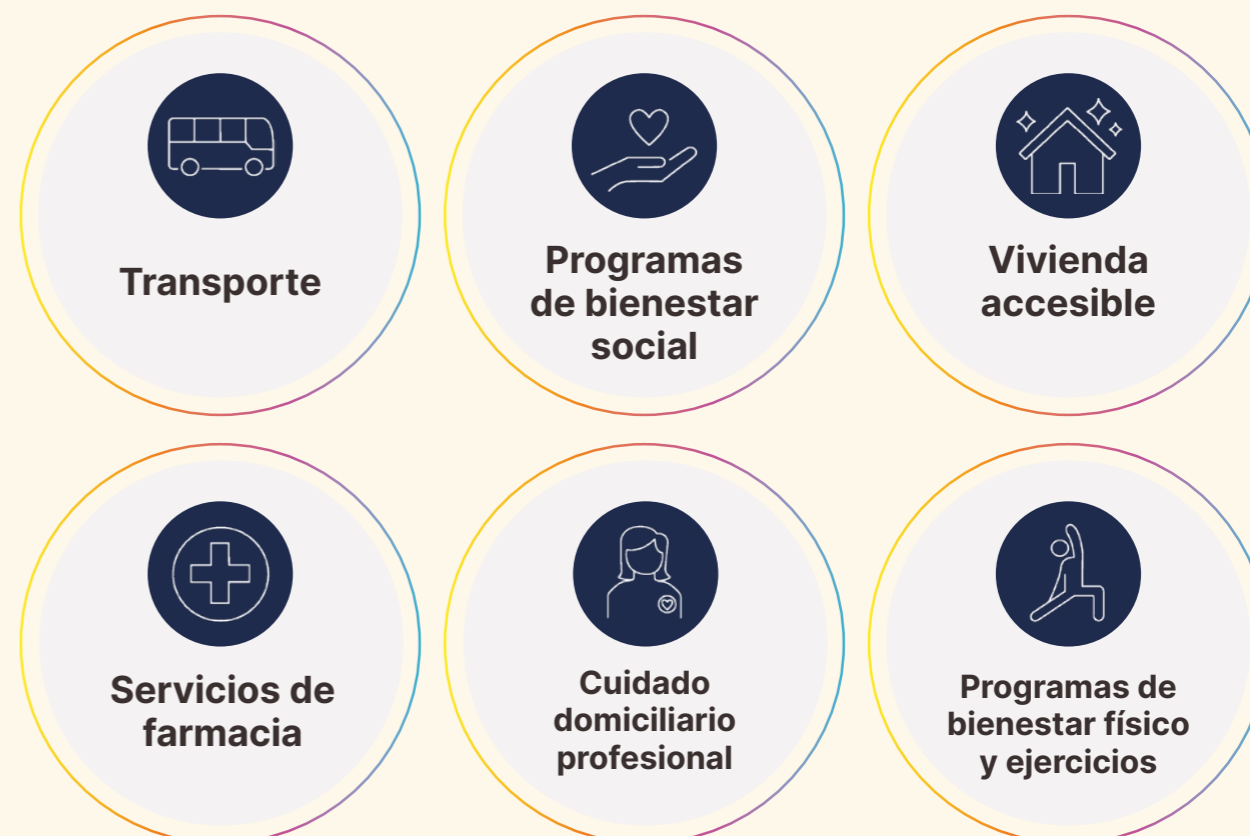 Transporte
Programas
de bienestar
social
Vivienda
accesible
Servicios de
farmacia
Cuidado
domiciliario
profesional
Programas de
bienestar físico
y ejercicios